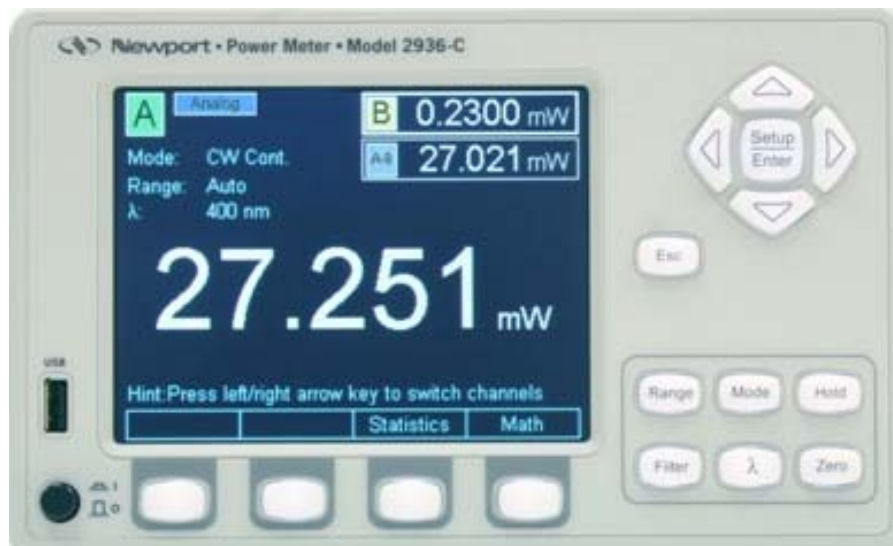 Newport • Power Meter • Model 2936-C
A Analog
B 0.2300 mW
A-B 27.021 mW
Mode: CW Cont.
Range: Auto
λ: 400 nm
27.251 mW
Hint:Press left/right arrow key to switch channels
Statistics Math
Setup
Enter
Esc
USB
Range Mode Hold
Filter λ Zero
1
0